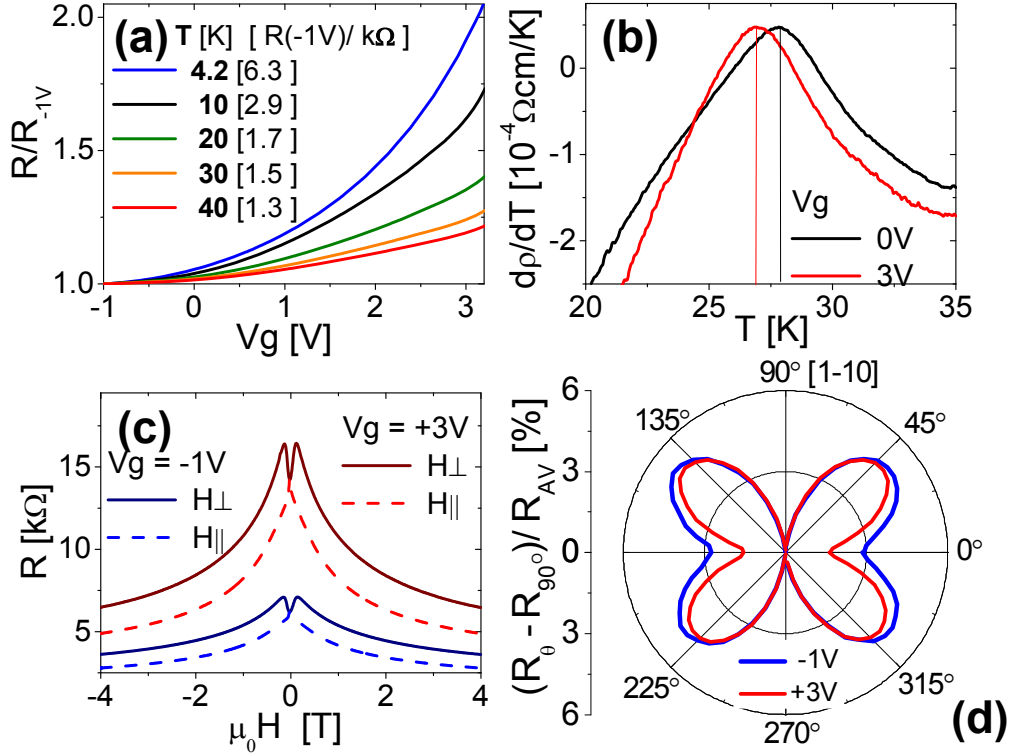 (a)
T [K] [ R(-1V)/ kΩ ]
4.2 [6.3 ]
10 [2.9 ]
20 [1.7 ]
30 [1.5 ]
40 [1.3 ]
2.0
1.5
1.0
R/R-1V
-1 0 1 2 3
Vg [V]
(b)
0
-1
-2
dρ/dT [10-4Ωcm/K]
Vg
0V
3V
20 25 30 35
T [K]
(c)
Vg = -1V
H⊥
H||
Vg = +3V
H⊥
H||
15
10
5
R [kΩ]
-4 -2 0 2 4
μ0H [T]
6
3
0
3
6
(Rθ - R90°)/ RAV [%]
90° [1-10]
135°
45°
0°
225°
315°
270°
-1V
+3V
(d)